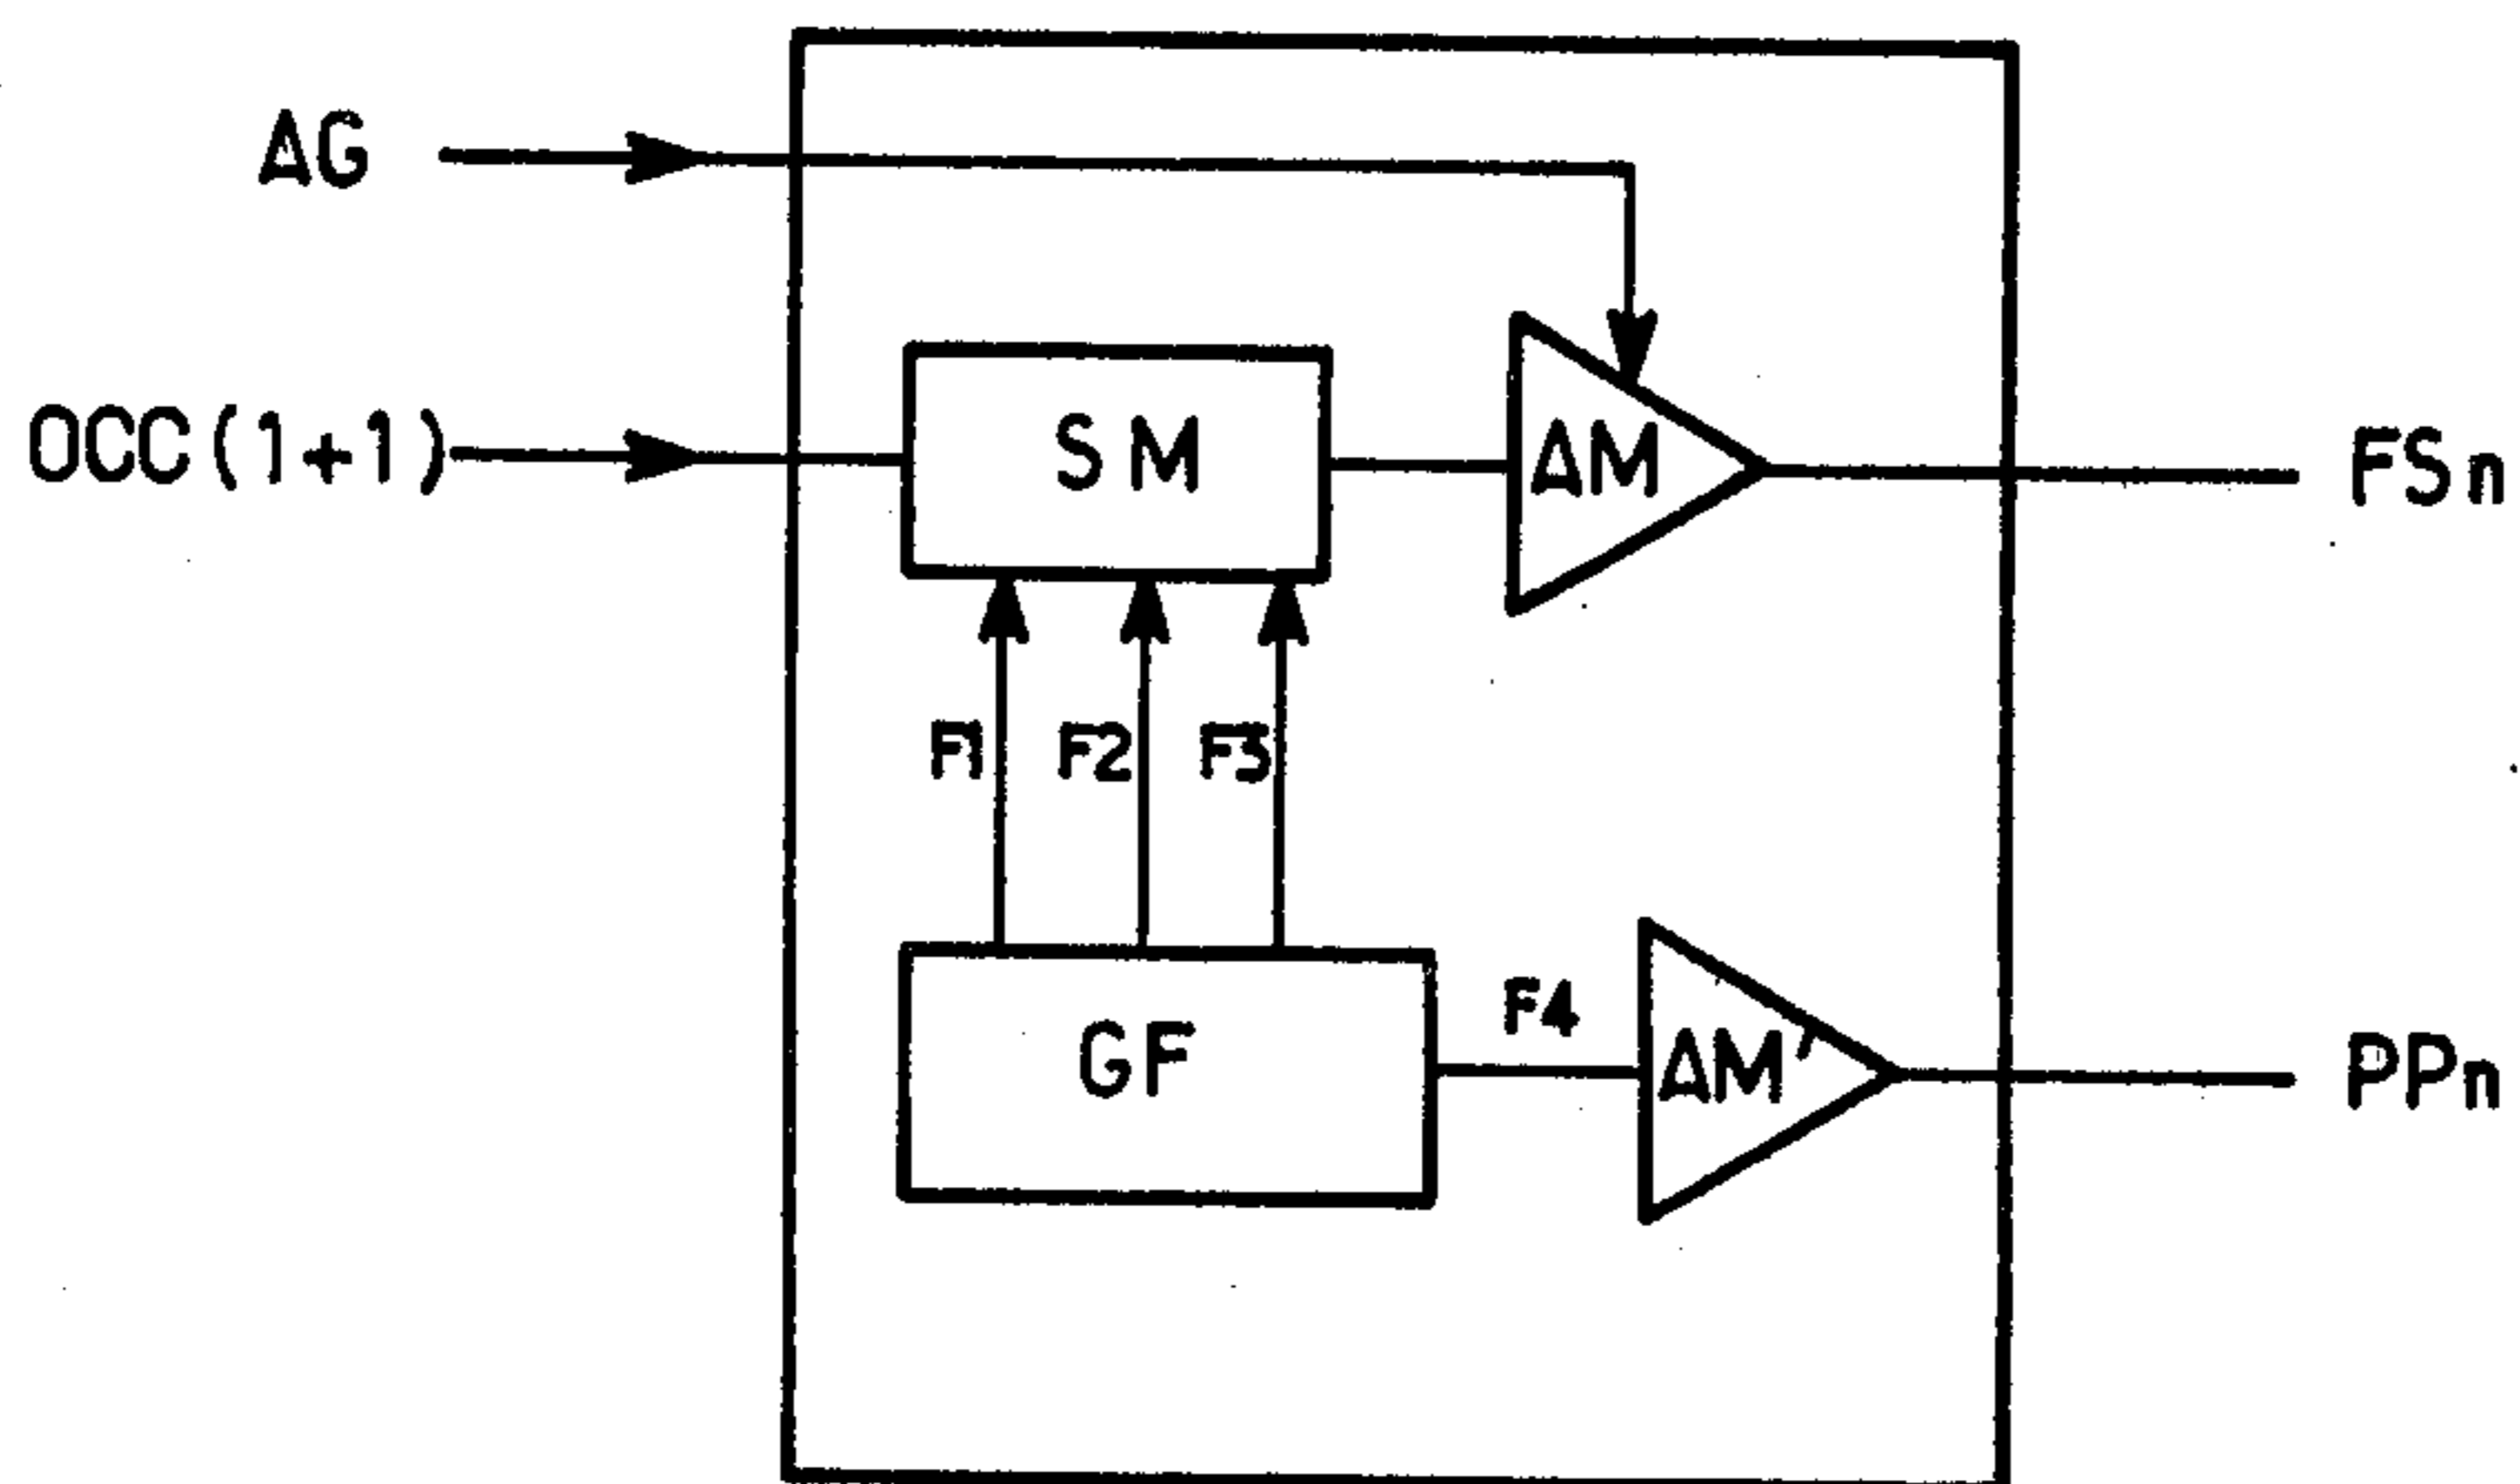 AG
OCC(1+1)
SM
AM
FSn
F1
F2
F3
GF
F4
AM'
PPn